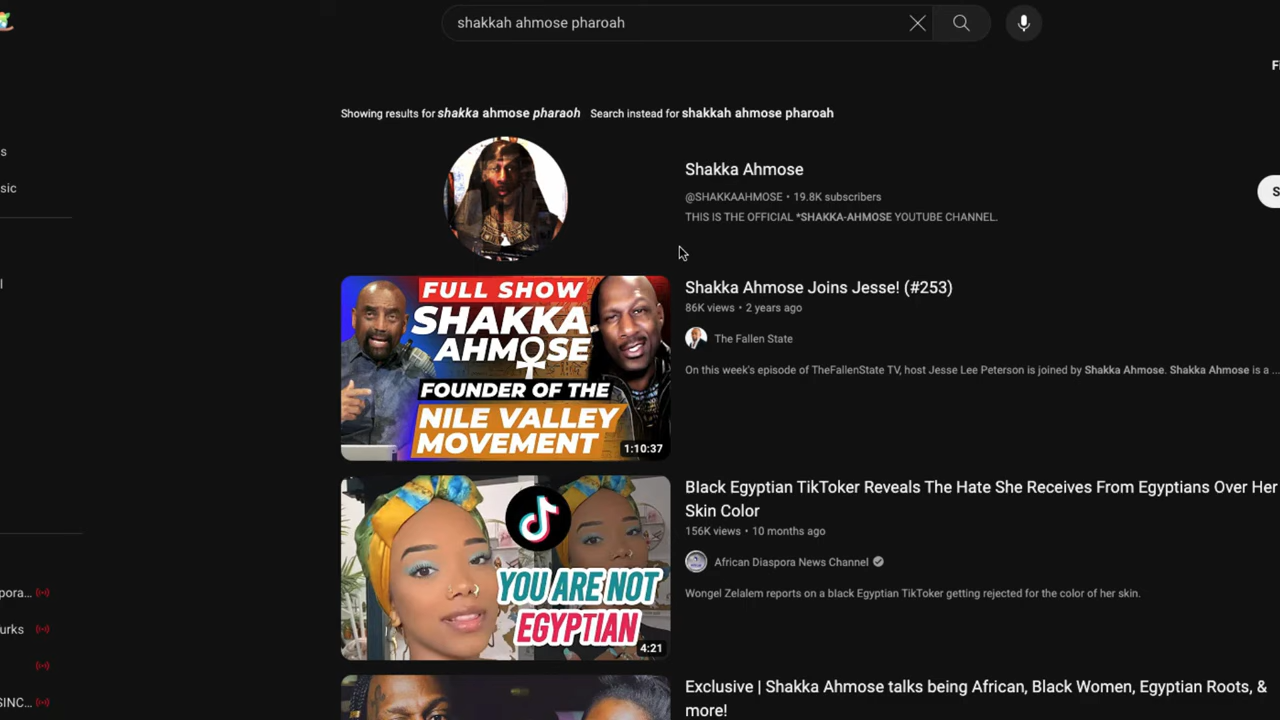 shakkah ahmose pharoah
F
Showing results for shakka ahmose pharaoh Search instead for shakkah ahmose pharoah
s
Shakka Ahmose
sic
@SHAKKAAHMOSE • 19.8K subscribers
S
THIS IS THE OFFICIAL *SHAKKA-AHMOSE YOUTUBE CHANNEL.
l
FULL SHOW
SHAKKA
AHMOSE
FOUNDER OF THE
NILE VALLEY
MOVEMENT
1:10:37
Shakka Ahmose Joins Jesse! (#253)
86K views • 2 years ago
The Fallen State
On this week's episode of TheFallenState TV, host Jesse Lee Peterson is joined by Shakka Ahmose. Shakka Ahmose is a ...
YOU ARE NOT
EGYPTIAN
4:21
Black Egyptian TikToker Reveals The Hate She Receives From Egyptians Over Her
Skin Color
156K views • 10 months ago
African Diaspora News Channel
Wongel Zelalem reports on a black Egyptian TikToker getting rejected for the color of her skin.
pora...
urks
SINC...
Exclusive | Shakka Ahmose talks being African, Black Women, Egyptian Roots, &
more!